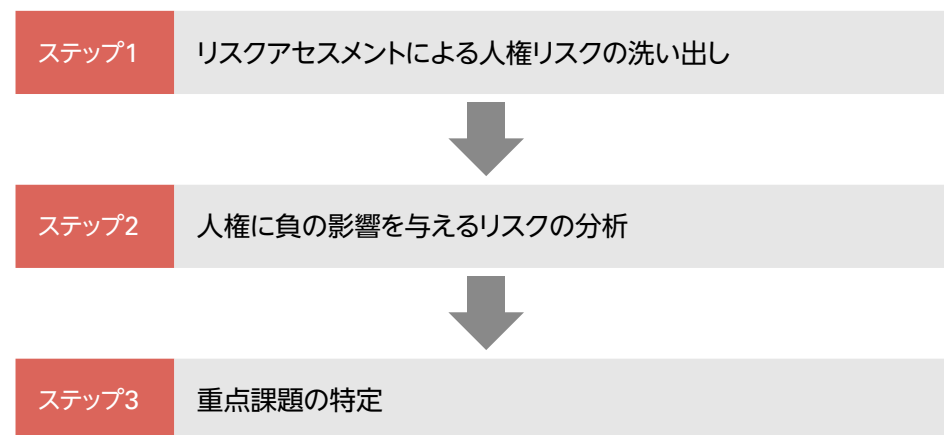 ステップ1 リスクアセスメントによる人権リスクの洗い出し
ステップ2 人権に負の影響を与えるリスクの分析
ステップ3 重点課題の特定